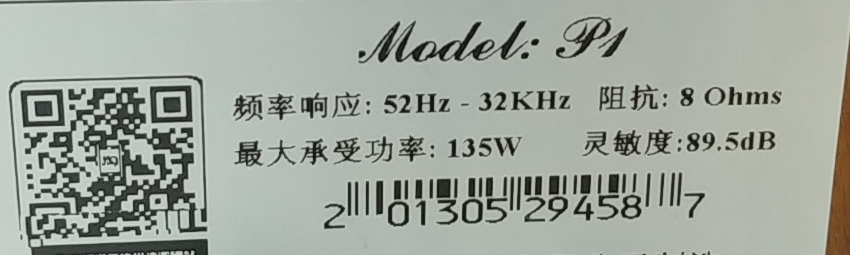 Model: P1
频率响应: 52Hz - 32KHz 阻抗: 8 Ohms
最大承受功率: 135W 灵敏度:89.5dB
2 01305 29458 7